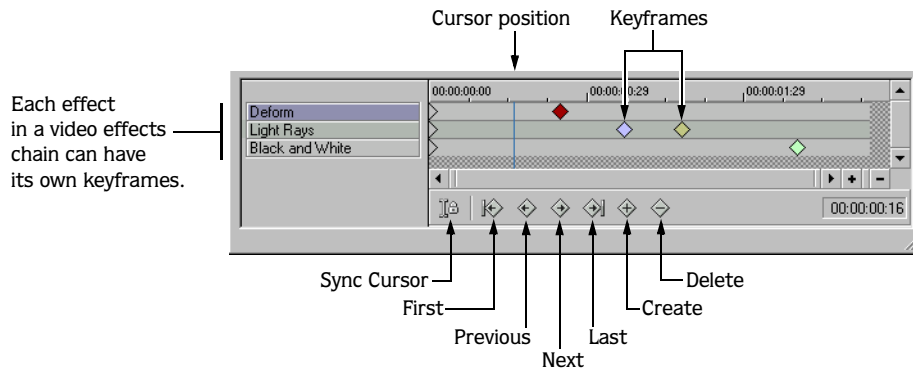 Cursor position
Keyframes
Each effect
in a video effects
chain can have
its own keyframes.
00:00:00:00
00:00:00:29
00:00:01:29
Deform
Light Rays
Black and White
00:00:00:16
Sync Cursor
Delete
First
Create
Previous
Last
Next